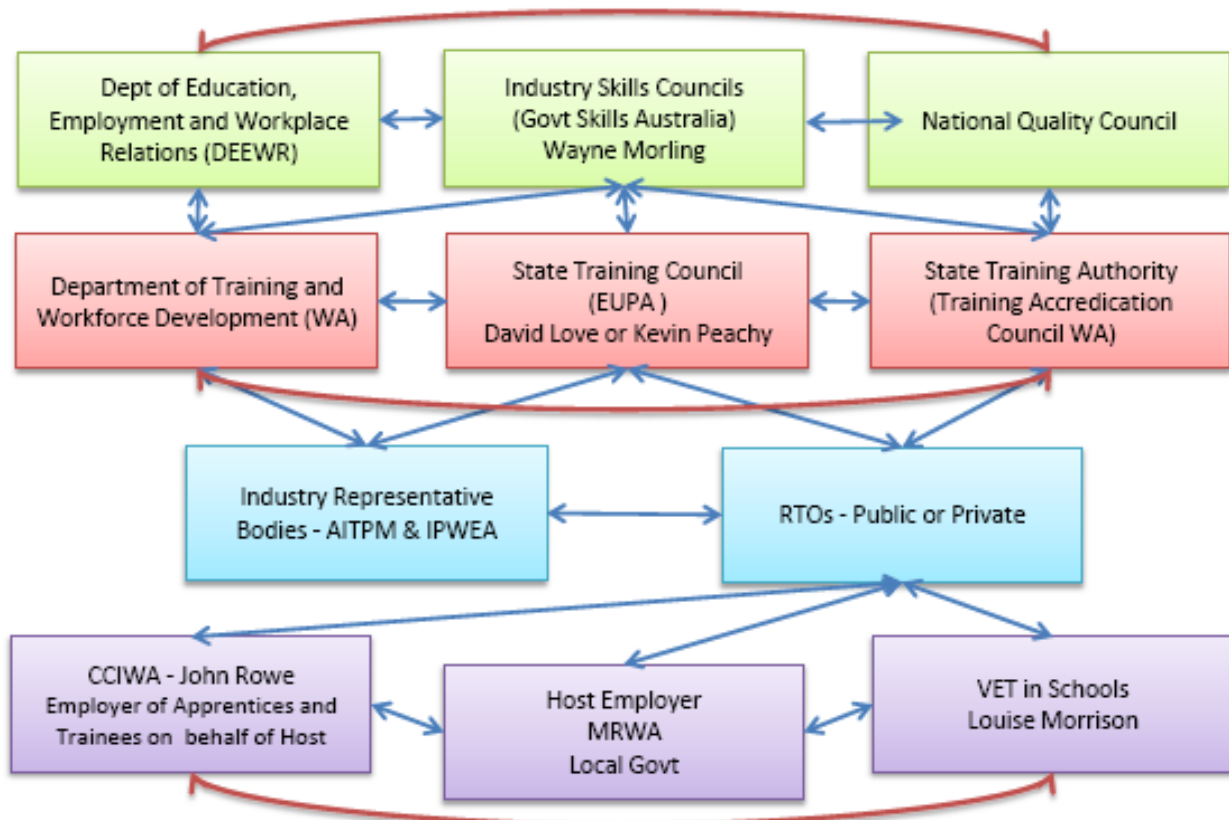 Dept of Education,
Employment and Workplace
Relations (DEEWR)
Industry Skills Councils
(Govt Skills Australia)
Wayne Morling
National Quality Council
Department of Training and
Workforce Development (WA)
State Training Council
(EUPA )
David Love or Kevin Peachy
State Training Authority
(Training Accredication
Council WA)
Industry Representative
Bodies - AITPM & IPWEA
RTOs - Public or Private
CCIWA - John Rowe
Employer of Apprentices and
Trainees on behalf of Host
Host Employer
MRWA
Local Govt
VET in Schools
Louise Morrison